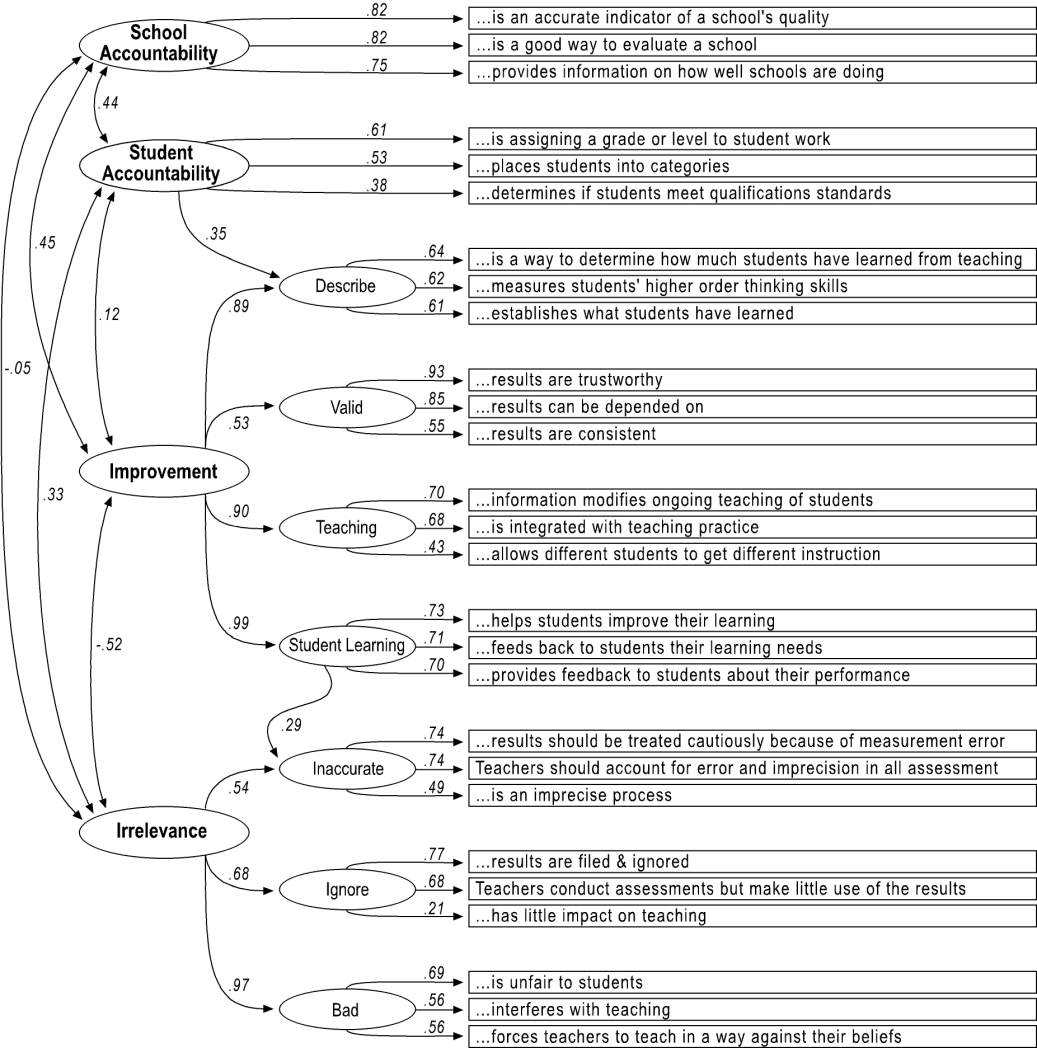 School
Accountability
.82
...is an accurate indicator of a school's quality
.82
...is a good way to evaluate a school
.75
...provides information on how well schools are doing
.44
Student
Accountability
.61
...is assigning a grade or level to student work
.53
...places students into categories
.38
...determines if students meet qualifications standards
.45
.35
.12
-.05
.33
Describe
.64
...is a way to determine how much students have learned from teaching
.62
...measures students' higher order thinking skills
.61
...establishes what students have learned
.89
Valid
.93
...results are trustworthy
.85
...results can be depended on
.55
...results are consistent
.53
Improvement
.90
Teaching
.70
...information modifies ongoing teaching of students
.68
...is integrated with teaching practice
.43
...allows different students to get different instruction
.99
-.52
Student Learning
.73
...helps students improve their learning
.71
...feeds back to students their learning needs
.70
...provides feedback to students about their performance
.29
Inaccurate
.74
...results should be treated cautiously because of measurement error
.74
Teachers should account for error and imprecision in all assessment
.49
...is an imprecise process
.54
Irrelevance
.68
Ignore
.77
...results are filed & ignored
.68
Teachers conduct assessments but make little use of the results
.21
...has little impact on teaching
.97
Bad
.69
...is unfair to students
.56
...interferes with teaching
.56
...forces teachers to teach in a way against their beliefs